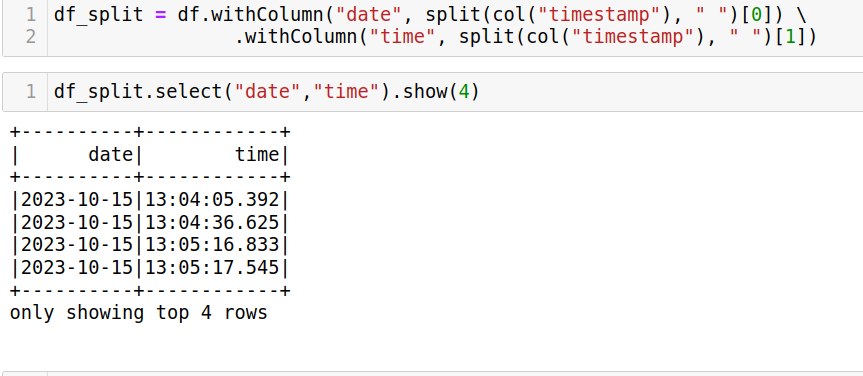 1 df_split = df.withColumn("date", split(col("timestamp"), " ")[0]) \
2                .withColumn("time", split(col("timestamp"), " ")[1])
1 df_split.select("date","time").show(4)
+----------+------------+
|      date|        time|
+----------+------------+
|2023-10-15|13:04:05.392|
|2023-10-15|13:04:36.625|
|2023-10-15|13:05:16.833|
|2023-10-15|13:05:17.545|
+----------+------------+
only showing top 4 rows